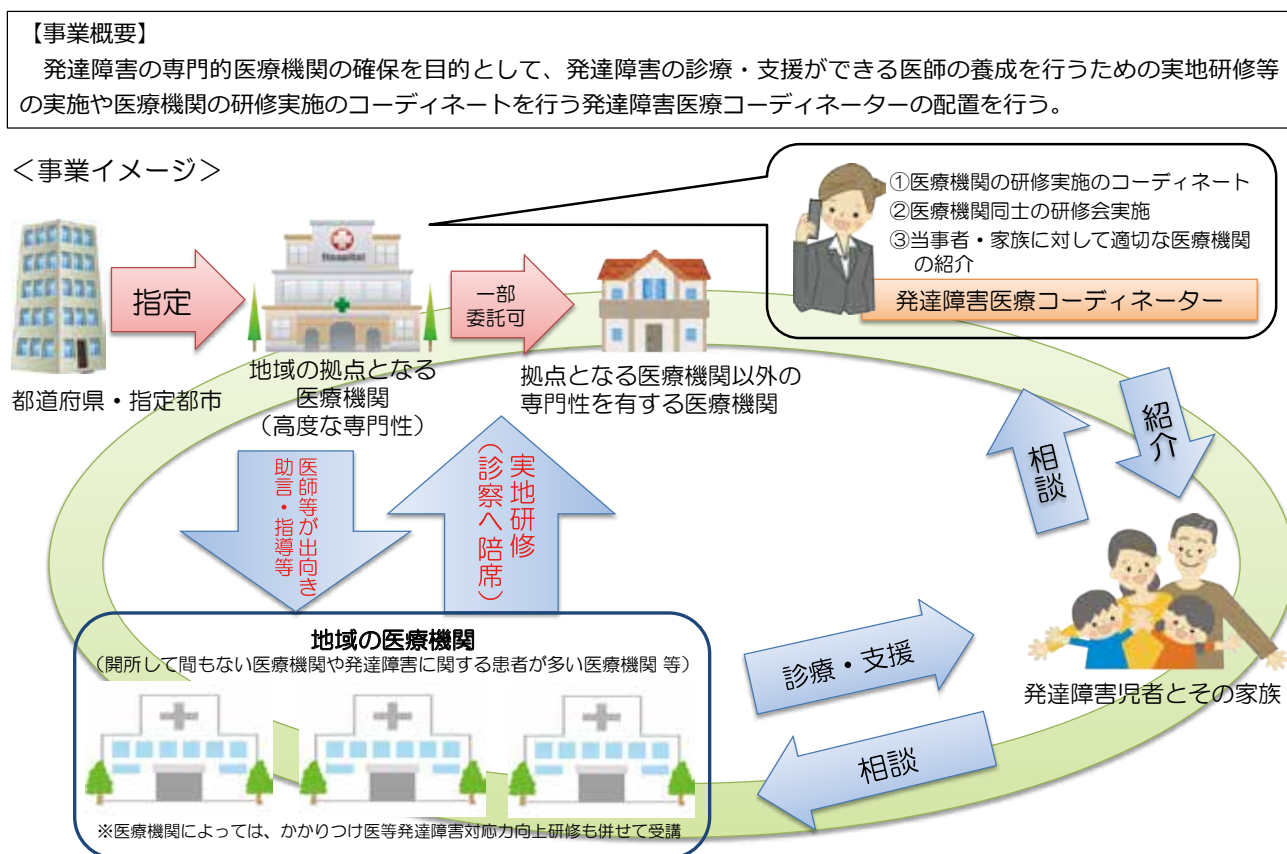 【事業概要】
発達障害の専門的医療機関の確保を目的として、発達障害の診療・支援ができる医師の養成を行うための実地研修等
の実施や医療機関の研修実施のコーディネートを行う発達障害医療コーディネーターの配置を行う。
＜事業イメージ＞
①医療機関の研修実施のコーディネート
②医療機関同士の研修会実施
③当事者・家族に対して適切な医療機関
の紹介
発達障害医療コーディネーター
指定
Hospital
一部
委託可
都道府県・指定都市
地域の拠点となる
医療機関
（高度な専門性）
拠点となる医療機関以外の
専門性を有する医療機関
医師等が出向き
助言・指導等
実地研修
（診察へ陪席）
相談
紹介
地域の医療機関
（開所して間もない医療機関や発達障害に関する患者が多い医療機関 等）
※医療機関によっては、かかりつけ医等発達障害対応力向上研修も併せて受講
診療・支援
相談
発達障害児者とその家族